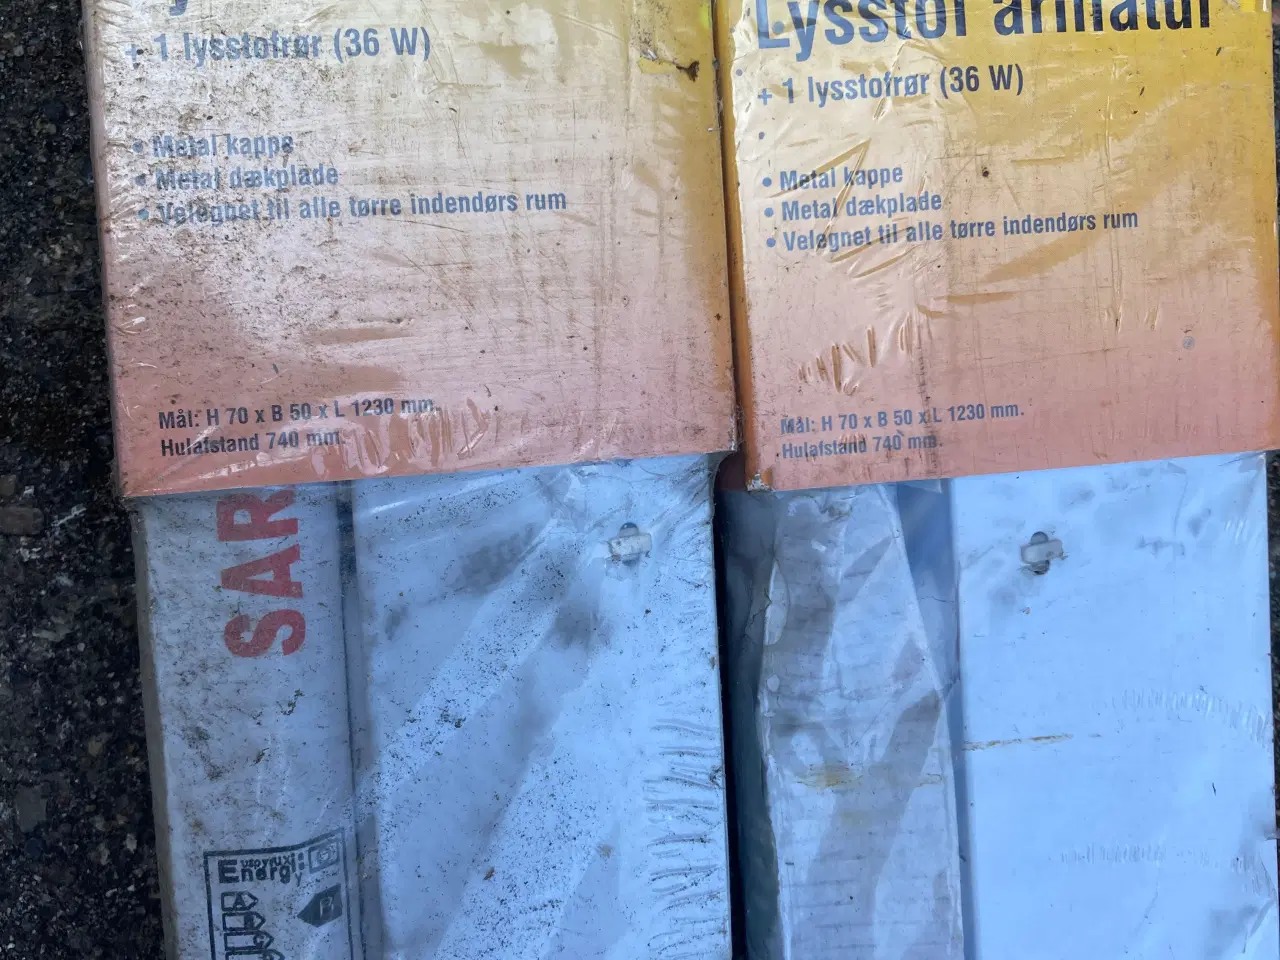 + 1 lysstofrør (36 W)
• Metal kappe
• Metal dækplade
• Velegnet til alle tørre indendørs rum
Mål: H 70 x B 50 x L 1230 mm.
Hulafstand 740 mm.
SAR
Energy
B
Lysstof armatur
+ 1 lysstofrør (36 W)
• Metal kappe
• Metal dækplade
• Velegnet til alle tørre indendørs rum
Mål: H 70 x B 50 x L 1230 mm.
Hulafstand 740 mm.